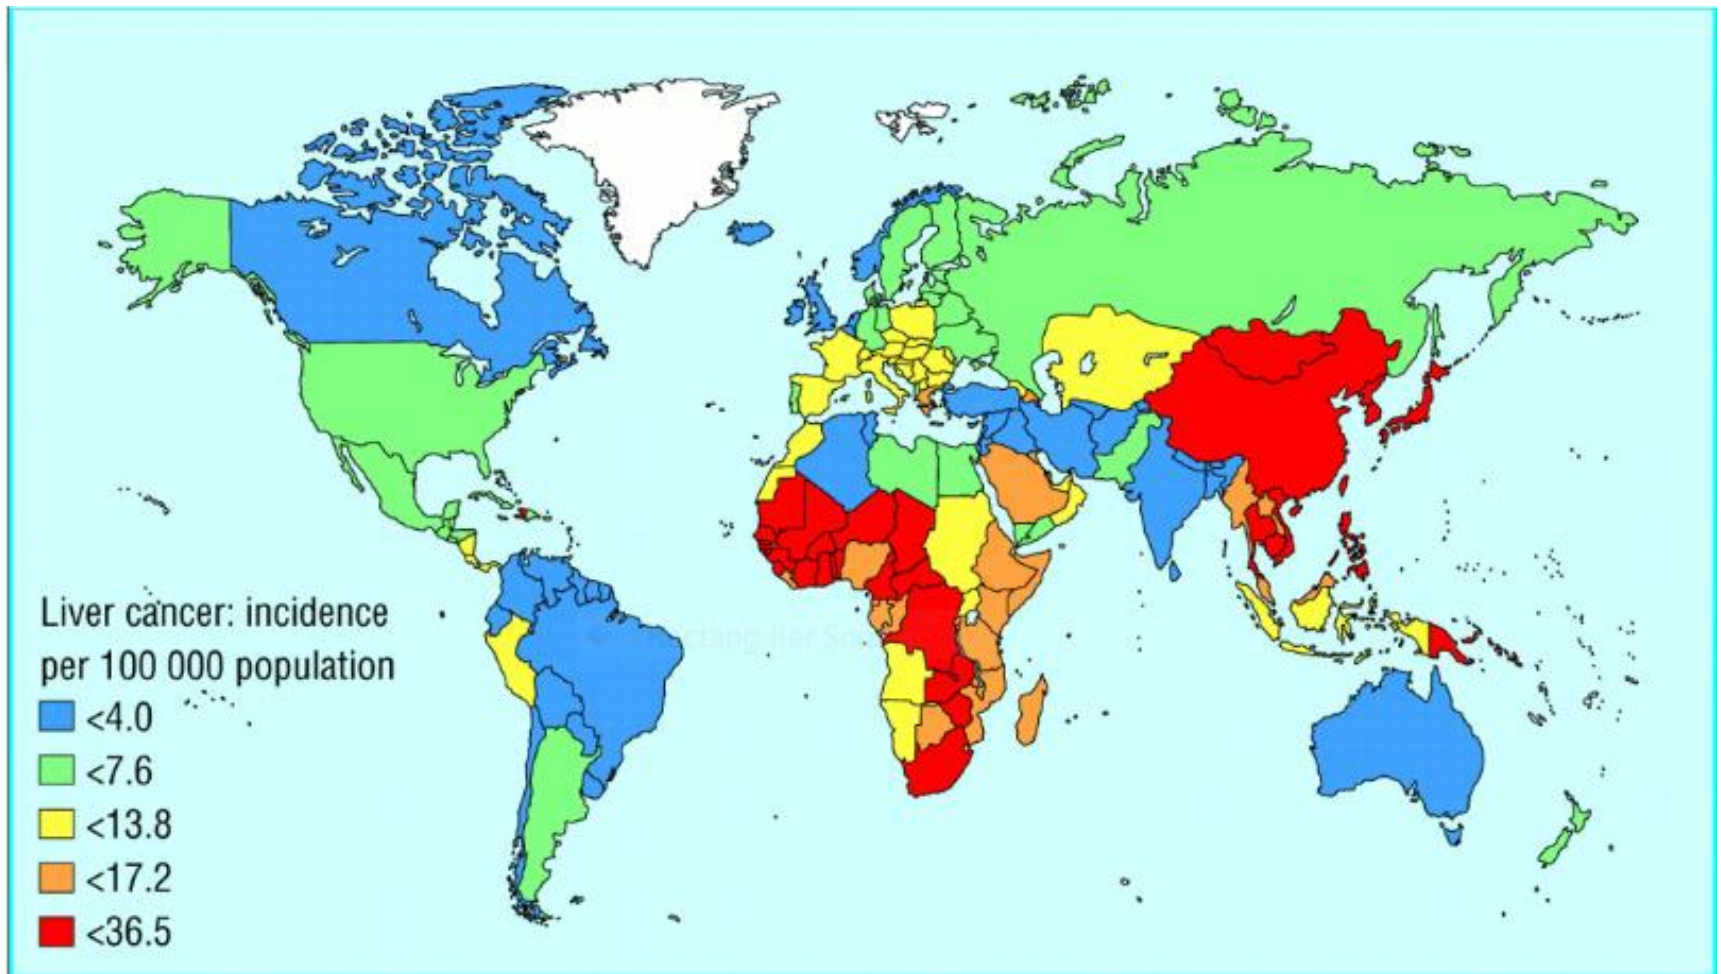 Liver cancer: incidence
per 100 000 population
<4.0
<7.6
<13.8
<17.2
<36.5